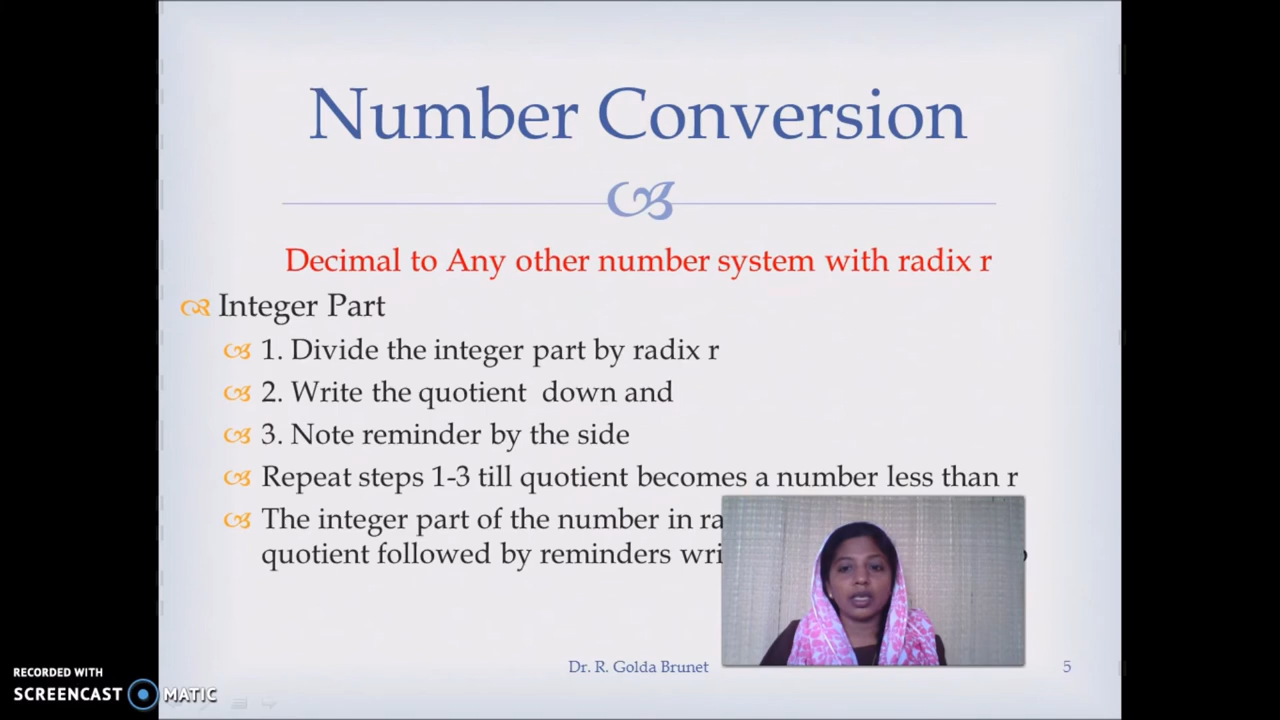 Number Conversion
Decimal to Any other number system with radix r
Integer Part
1. Divide the integer part by radix r
2. Write the quotient down and
3. Note reminder by the side
Repeat steps 1-3 till quotient becomes a number less than r
The integer part of the number in
quotient followed by reminders
Dr. R. Golda Brunet
5
RECORDED WITH
SCREENCAST MATIC